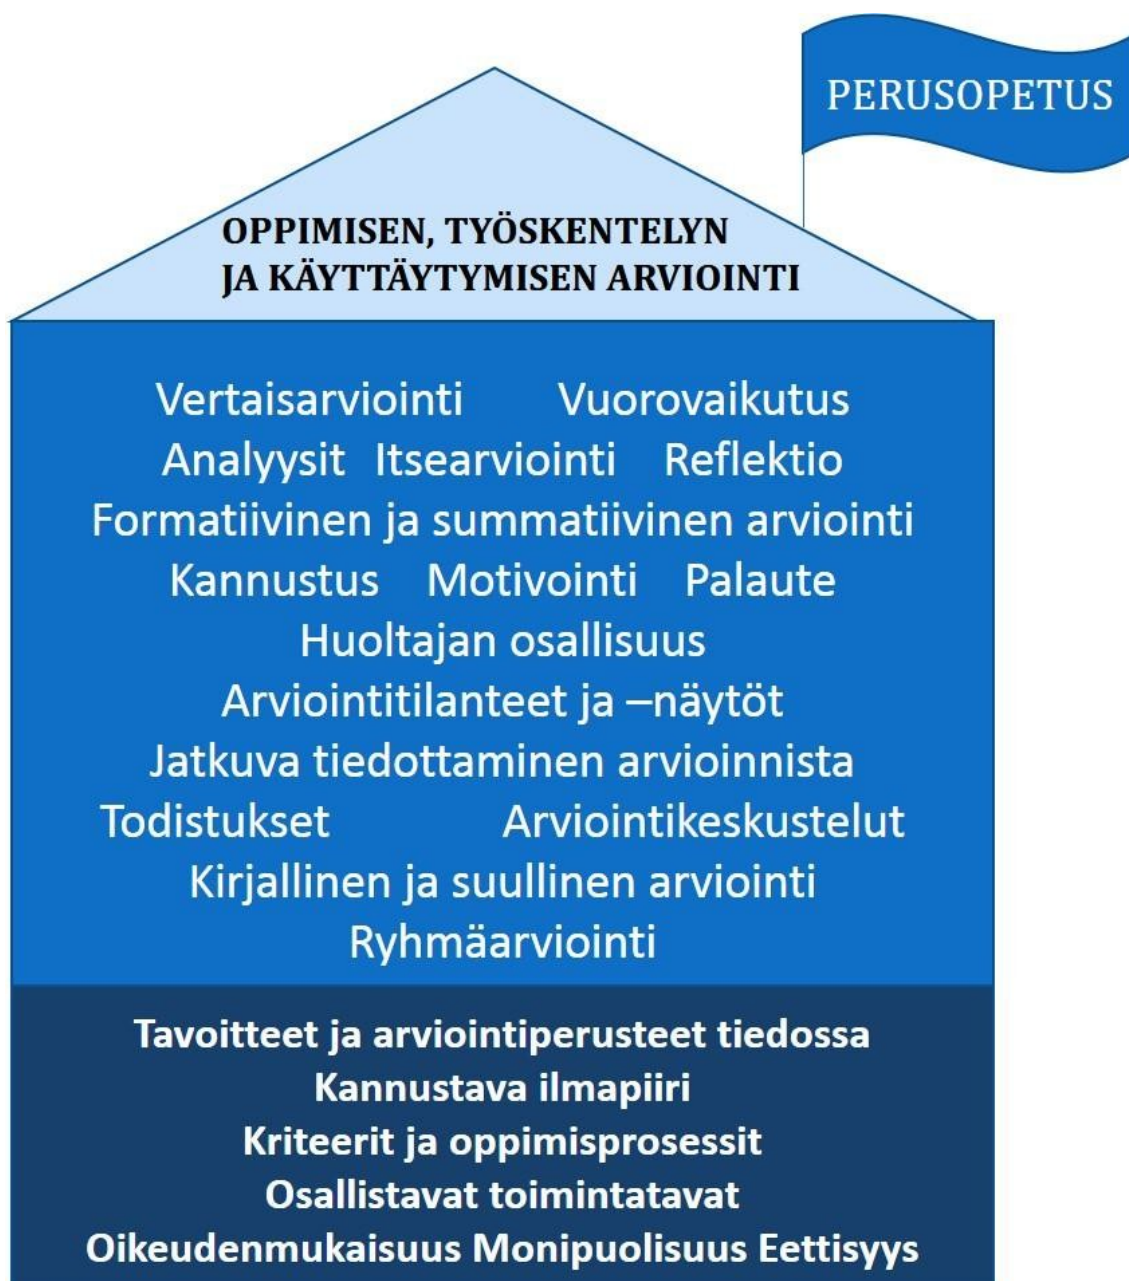 PERUSOPETUS
OPPIMISEN, TYÖSKENTELYN
JA KÄYTTÄYTYMISEN ARVIOINTI
Vertaisarviointi Vuorovaikutus
Analyysit Itsearviointi Reflektio
Formatiivinen ja summatiivinen arviointi
Kannustus Motivointi Palaute
Huoltajan osallisuus
Arviointitilanteet ja –näytöt
Jatkuva tiedottaminen arvioinnista
Todistukset Arviointikeskustelut
Kirjallinen ja suullinen arviointi
Ryhmäarviointi
Tavoitteet ja arviointiperusteet tiedossa
Kannustava ilmapiiri
Kriteerit ja oppimisprosessit
Osallistavat toimintatavat
Oikeudenmukaisuus Monipuolisuus Eettisyys